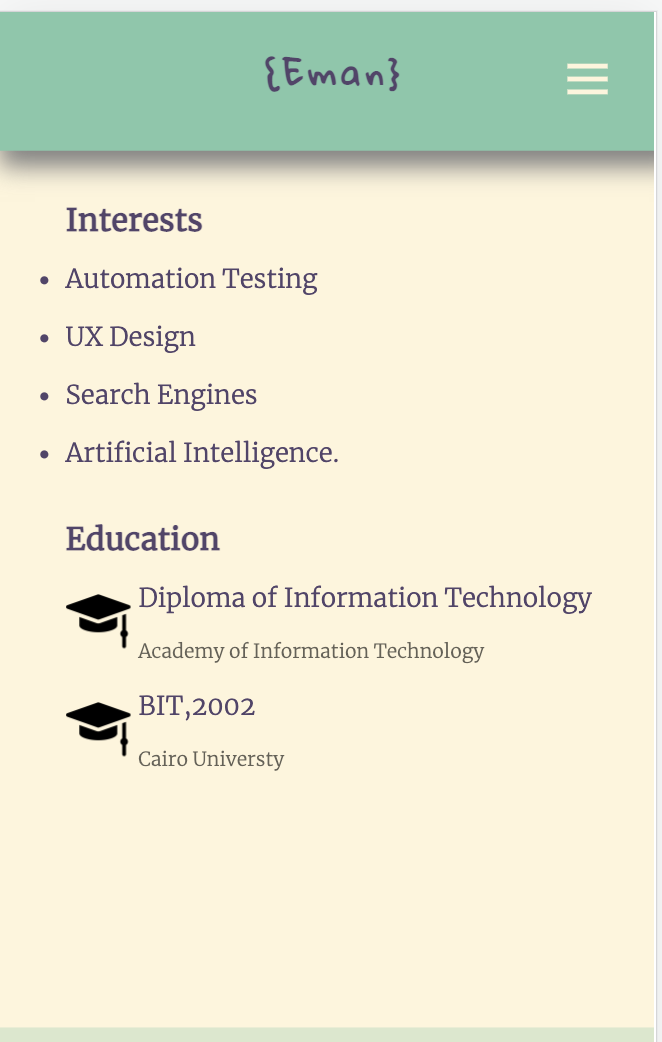 {Eman}
Interests
• Automation Testing
• UX Design
• Search Engines
• Artificial Intelligence.
Education
Diploma of Information Technology
Academy of Information Technology
BIT,2002
Cairo Universty